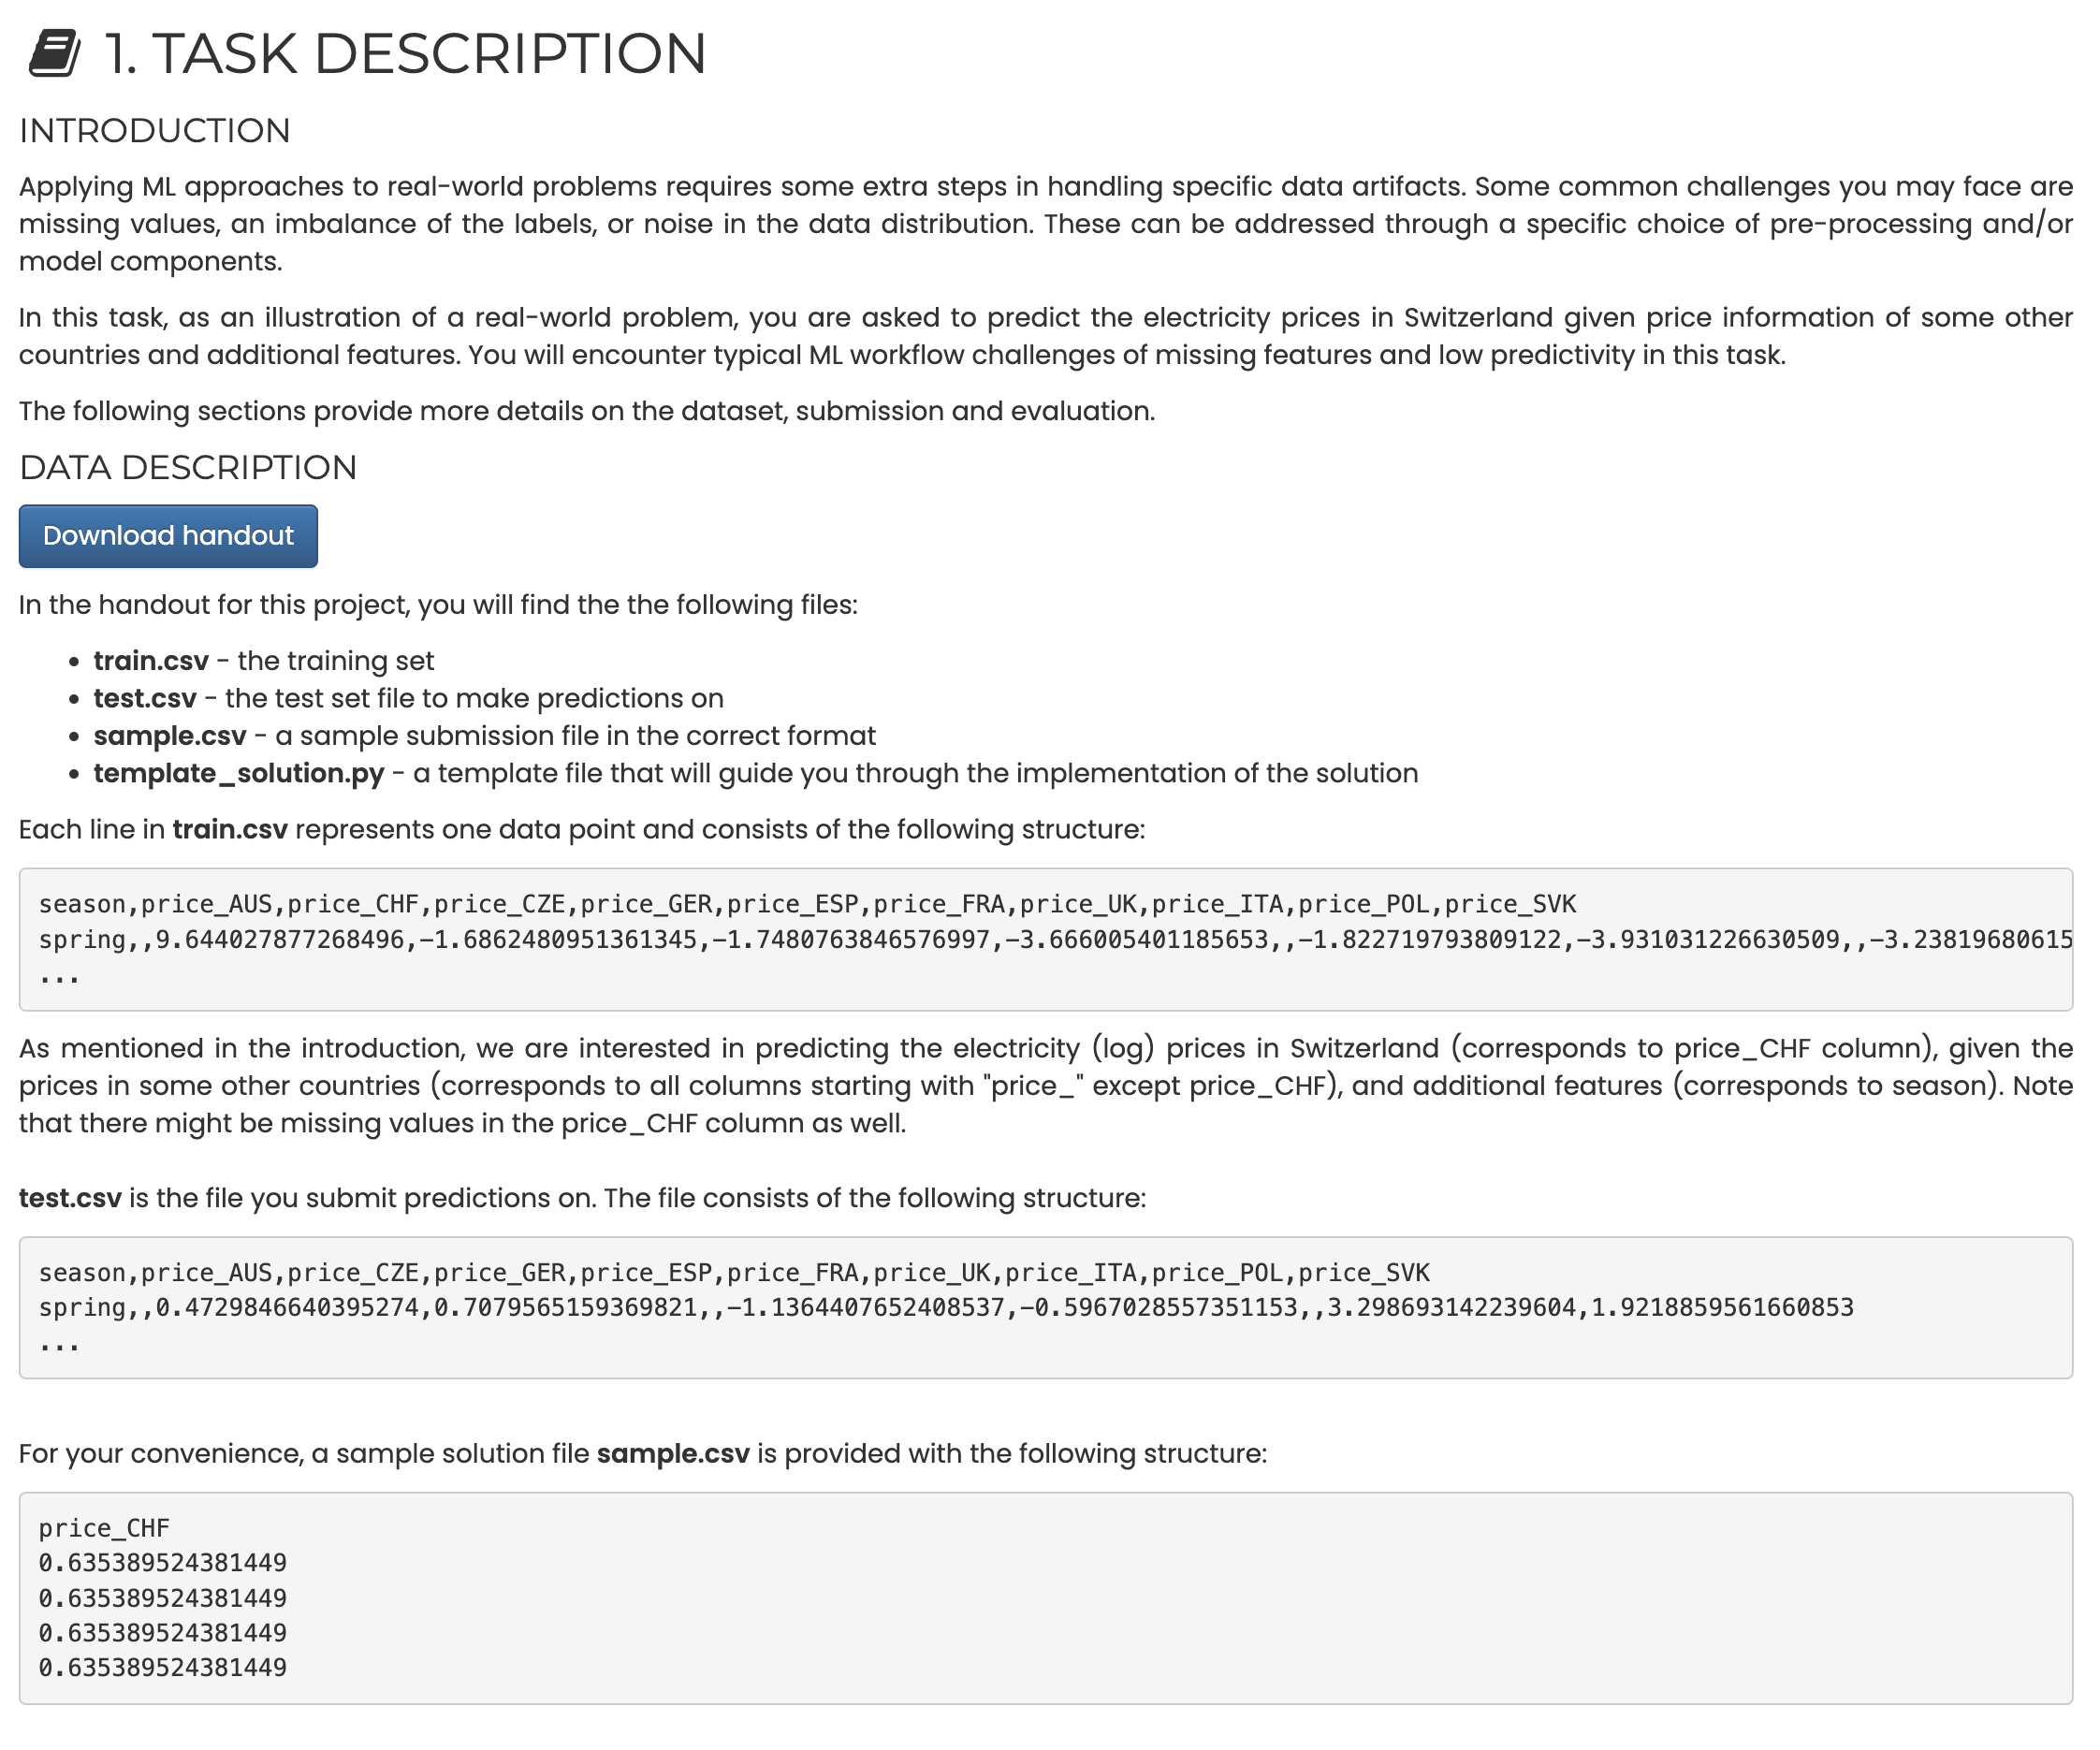 1. TASK DESCRIPTION
INTRODUCTION
Applying ML approaches to real-world problems requires some extra steps in handling specific data artifacts. Some common challenges you may face are
missing values, an imbalance of the labels, or noise in the data distribution. These can be addressed through a specific choice of pre-processing and/or
model components.
In this task, as an illustration of a real-world problem, you are asked to predict the electricity prices in Switzerland given price information of some other
countries and additional features. You will encounter typical ML workflow challenges of missing features and low predictivity in this task.
The following sections provide more details on the dataset, submission and evaluation.
DATA DESCRIPTION
Download handout
In the handout for this project, you will find the the following files:
• train.csv - the training set
• test.csv - the test set file to make predictions on
• sample.csv - a sample submission file in the correct format
• template_solution.py - a template file that will guide you through the implementation of the solution
Each line in train.csv represents one data point and consists of the following structure:
season,price_AUS,price_CHF,price_CZE,price_GER,price_ESP,price_FRA,price_UK,price_ITA,price_POL,price_SVK
spring,,9.644027877268496,-1.6862480951361345,-1.7480763846576997,-3.666005401185653,,-1.822719793809122,-3.931031226630509,,-3.23819680615
...
As mentioned in the introduction, we are interested in predicting the electricity (log) prices in Switzerland (corresponds to price_CHF column), given the
prices in some other countries (corresponds to all columns starting with "price_" except price_CHF), and additional features (corresponds to season). Note
that there might be missing values in the price_CHF column as well.
test.csv is the file you submit predictions on. The file consists of the following structure:
season,price_AUS,price_CZE,price_GER,price_ESP,price_FRA,price_UK,price_ITA,price_POL,price_SVK
spring,,0.4729846640395274,0.7079565159369821,,-1.1364407652408537,-0.5967028557351153,,3.298693142239604,1.9218859561660853
...
For your convenience, a sample solution file sample.csv is provided with the following structure:
price_CHF
0.635389524381449
0.635389524381449
0.635389524381449
0.635389524381449